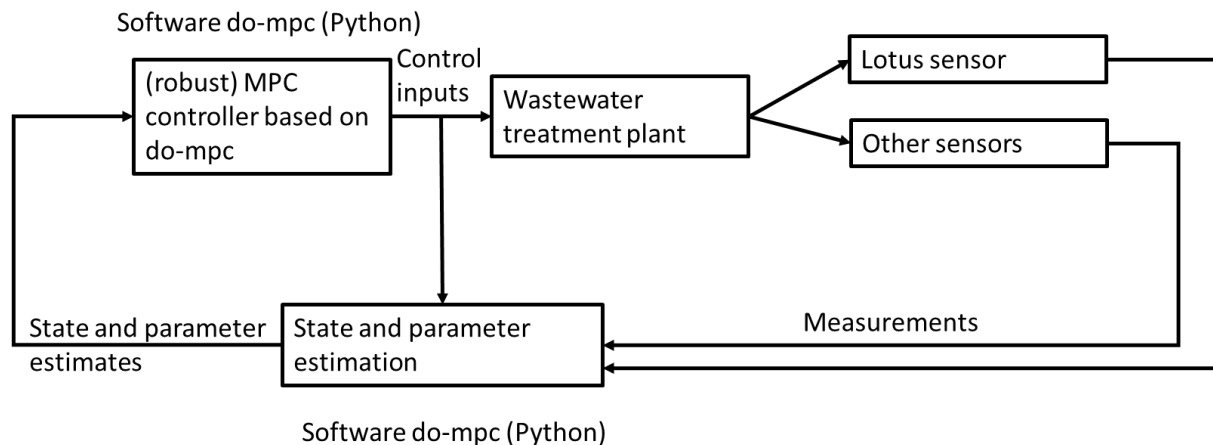 Software do-mpc (Python)
(robust) MPC
controller based on
do-mpc
Control
inputs
Wastewater
treatment plant
Lotus sensor
Other sensors
State and parameter
estimates
State and parameter
estimation
Measurements
Software do-mpc (Python)